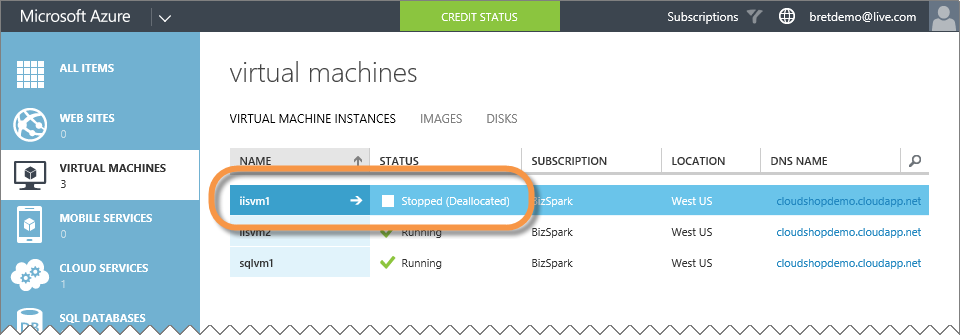 Microsoft Azure
CREDIT STATUS
Subscriptions
bretdemo@live.com
ALL ITEMS
WEB SITES
0
VIRTUAL MACHINES
3
MOBILE SERVICES
0
CLOUD SERVICES
1
SQL DATABASES
DB
virtual machines
VIRTUAL MACHINE INSTANCES IMAGES DISKS
NAME STATUS SUBSCRIPTION LOCATION DNS NAME
iisvm1 Stopped (Deallocated) BizSpark West US cloudshopdemo.cloudapp.net
iisvm2 Running BizSpark West US cloudshopdemo.cloudapp.net
sqlvm1 Running BizSpark West US cloudshopdemo.cloudapp.net